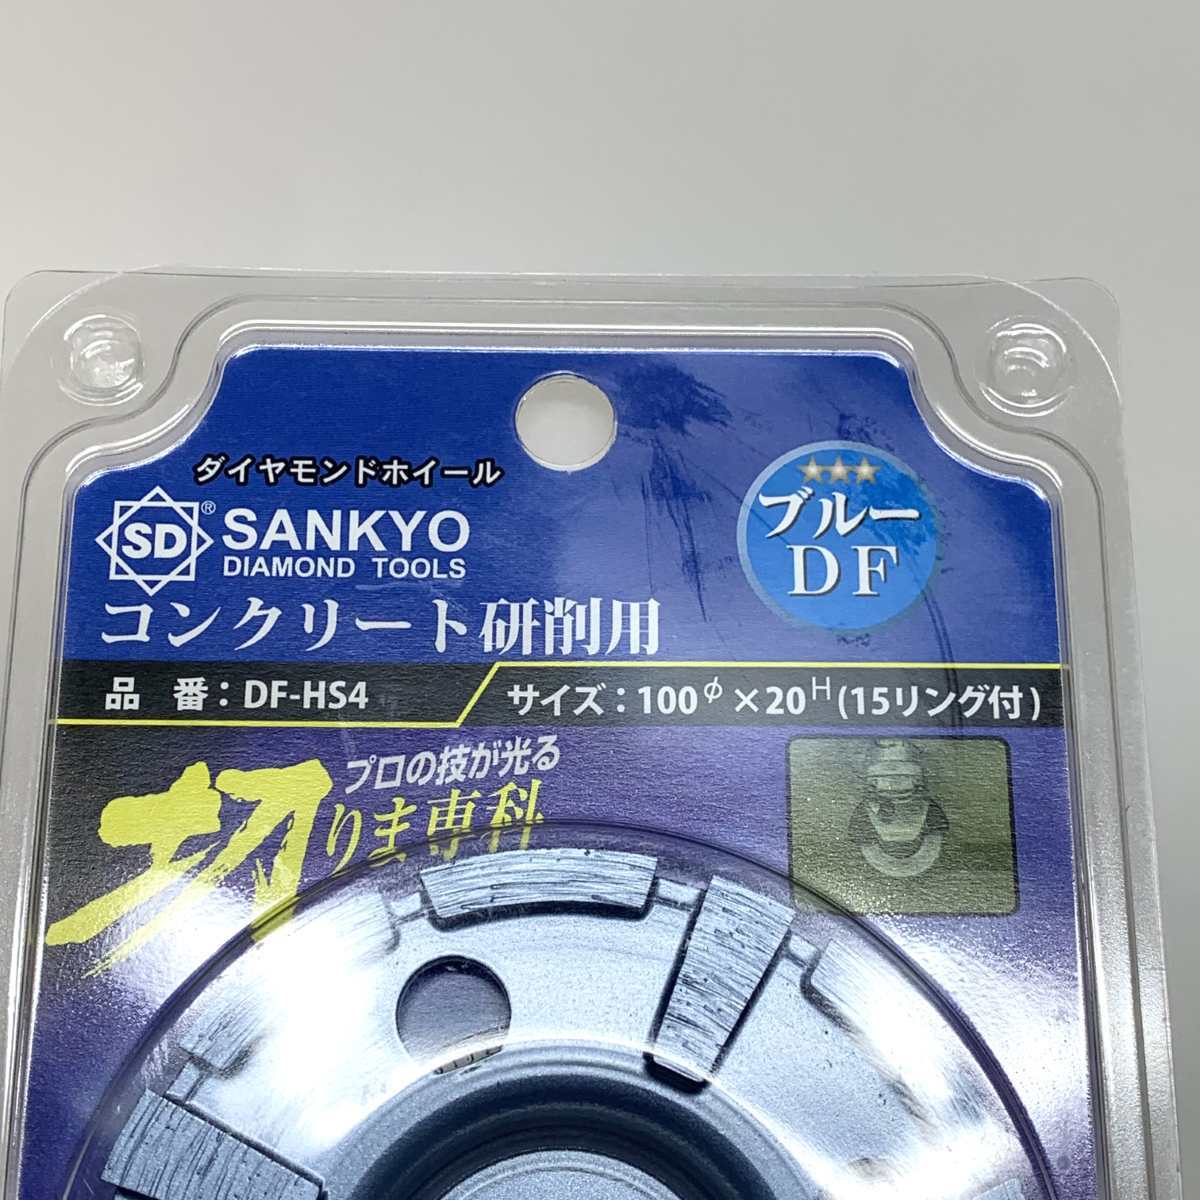 ダイヤモンドホイール
SD® SANKYO
DIAMOND TOOLS
★★★
ブルー
DF
コンクリート研削用
品 番：DF-HS4
サイズ：100φ×20H(15リング付)
プロの技が光る
切りま専科